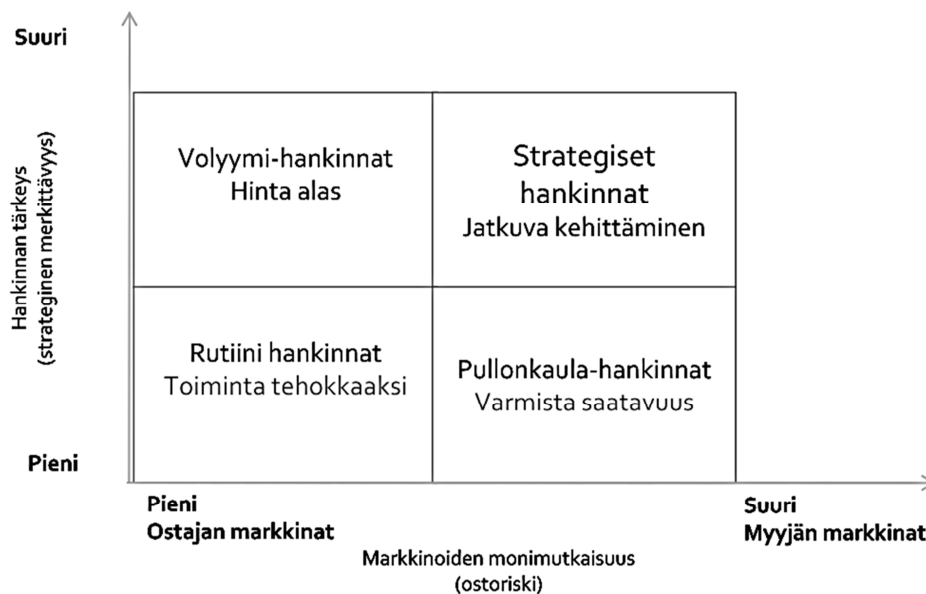 Suuri
Hankinnan tärkeys
(strateginen merkittävyys)
Volyymi-hankinnat
Hinta alas
Strategiset
hankinnat
Jatkuva kehittäminen
Rutiini hankinnat
Toiminta tehokkaaksi
Pullonkaula-hankinnat
Varmista saatavuus
Pieni
Pieni
Ostajan markkinat
Suuri
Myyjän markkinat
Markkinoiden monimutkaisuus
(ostoriski)